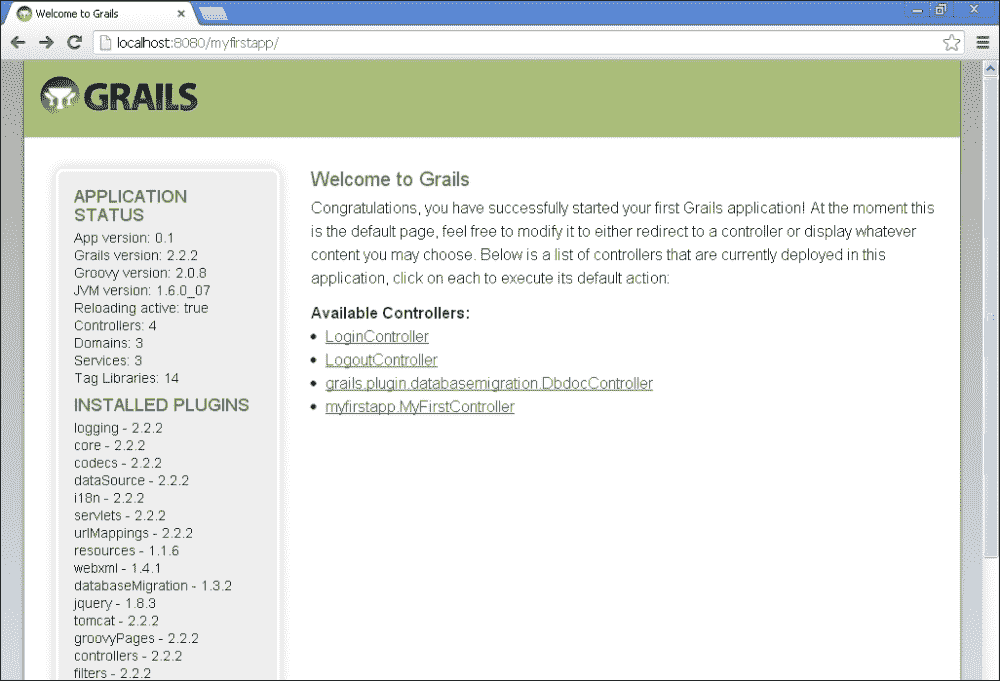 Welcome to Grails
localhost:8080/myfirstapp/
GRAILS
APPLICATION
STATUS
App version: 0.1
Grails version: 2.2.2
Groovy version: 2.0.8
JVM version: 1.6.0_07
Reloading active: true
Controllers: 4
Domains: 3
Services: 3
Tag Libraries: 14
INSTALLED PLUGINS
logging - 2.2.2
core - 2.2.2
codecs - 2.2.2
dataSource - 2.2.2
i18n - 2.2.2
servlets - 2.2.2
urlMappings - 2.2.2
resources - 1.1.6
webxml - 1.4.1
databaseMigration - 1.3.2
jquery - 1.8.3
tomcat - 2.2.2
groovyPages - 2.2.2
controllers - 2.2.2
filters - 2.2.2
Welcome to Grails
Congratulations, you have successfully started your first Grails application! At the moment this
is the default page, feel free to modify it to either redirect to a controller or display whatever
content you may choose. Below is a list of controllers that are currently deployed in this
application, click on each to execute its default action:
Available Controllers:
LoginController
LogoutController
grails.plugin.databasemigration.DbdocController
myfirstapp.MyFirstController